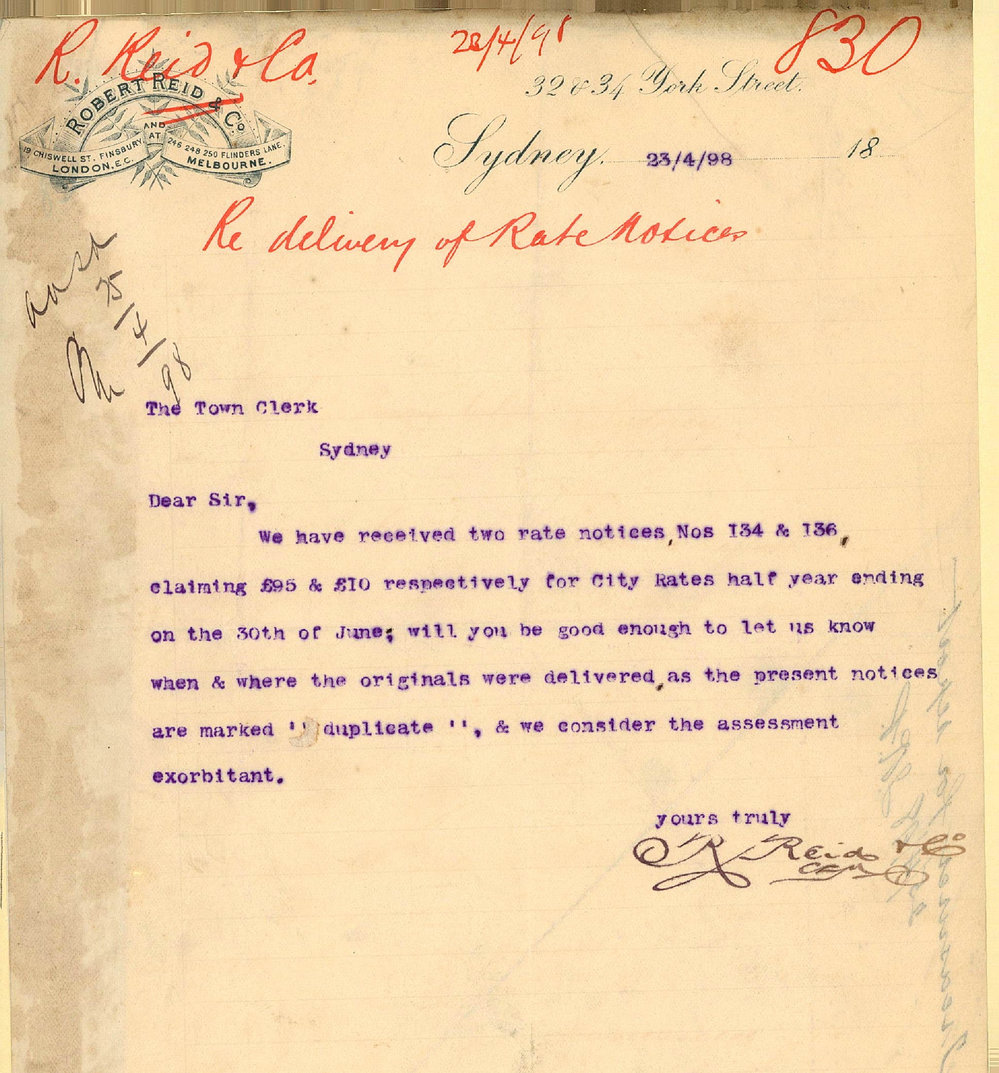 R. Reid & Co.
28/4/98
830
ROBERT REID & Co
AND AT
19 CHISWELL ST. FINSBURY
LONDON, E.C.
246 248 250 FLINDERS LANE.
MELBOURNE.
32 & 34 York Street.
Sydney. 23/4/98 18
Re delivery of Rate Notices
25/4/98
The Town Clerk
Sydney
Dear Sir,
We have received two rate notices, Nos I34 & I36,
claiming £95 & £I0 respectively for City Rates half year ending
on the 30th of June; will you be good enough to let us know
when & where the originals were delivered, as the present notices
are marked '' duplicate '', & we consider the assessment
exorbitant.
yours truly
R. Reid & Co